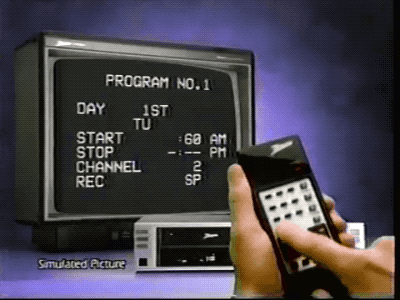 PROGRAM NO.1
DAY 1ST
TU
START :60 AM
STOP -:-- PM
CHANNEL 2
REC SP
Simulated Picture